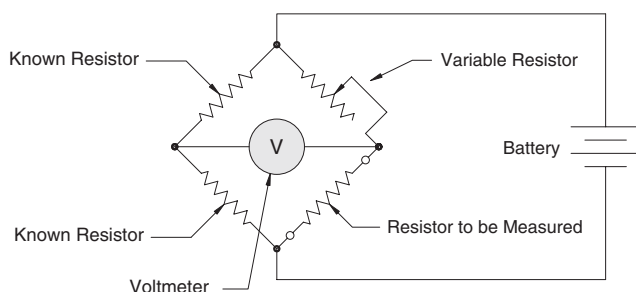 Known Resistor
Variable Resistor
V
Battery
Known Resistor
Resistor to be Measured
Voltmeter